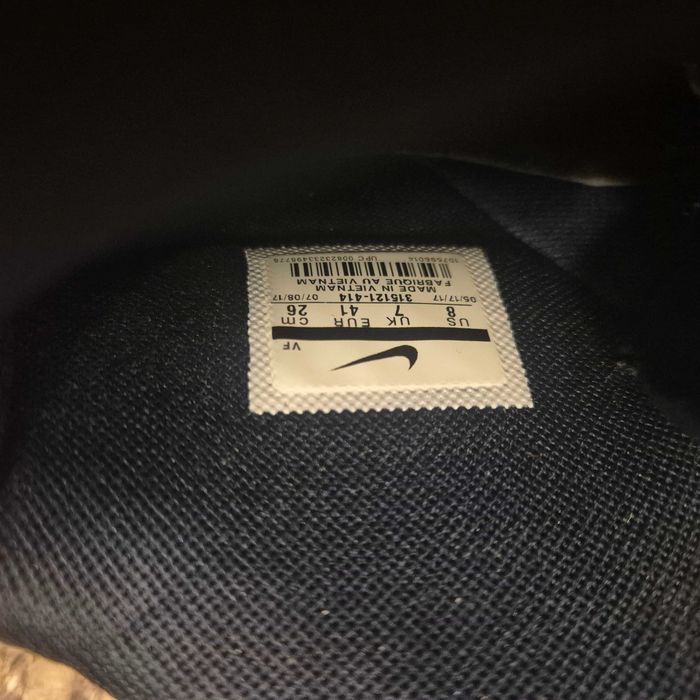 VF
US UK EUR cm
8 7 41 26
05/17/17 315121-414 07/08/17
MADE IN VIETNAM
FABRIQUE AU VIETNAM
UPC 00823233498778